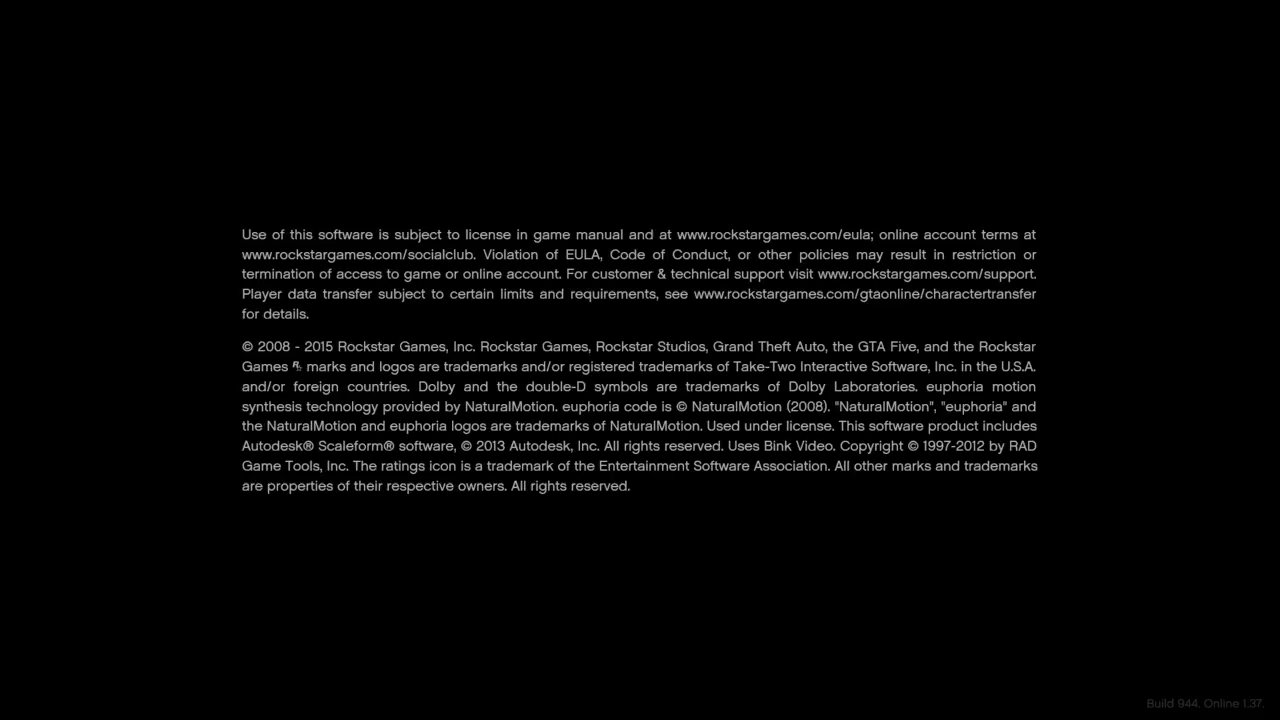 Use of this software is subject to license in game manual and at www.rockstargames.com/eula; online account terms at
www.rockstargames.com/socialclub. Violation of EULA, Code of Conduct, or other policies may result in restriction or
termination of access to game or online account. For customer & technical support visit www.rockstargames.com/support.
Player data transfer subject to certain limits and requirements, see www.rockstargames.com/gtaonline/charactertransfer
for details.
© 2008 - 2015 Rockstar Games, Inc. Rockstar Games, Rockstar Studios, Grand Theft Auto, the GTA Five, and the Rockstar
Games R* marks and logos are trademarks and/or registered trademarks of Take-Two Interactive Software, Inc. in the U.S.A.
and/or foreign countries. Dolby and the double-D symbols are trademarks of Dolby Laboratories. euphoria motion
synthesis technology provided by NaturalMotion. euphoria code is © NaturalMotion (2008). "NaturalMotion", "euphoria" and
the NaturalMotion and euphoria logos are trademarks of NaturalMotion. Used under license. This software product includes
Autodesk® Scaleform® software, © 2013 Autodesk, Inc. All rights reserved. Uses Bink Video. Copyright © 1997-2012 by RAD
Game Tools, Inc. The ratings icon is a trademark of the Entertainment Software Association. All other marks and trademarks
are properties of their respective owners. All rights reserved.
Build 944. Online 1.37.